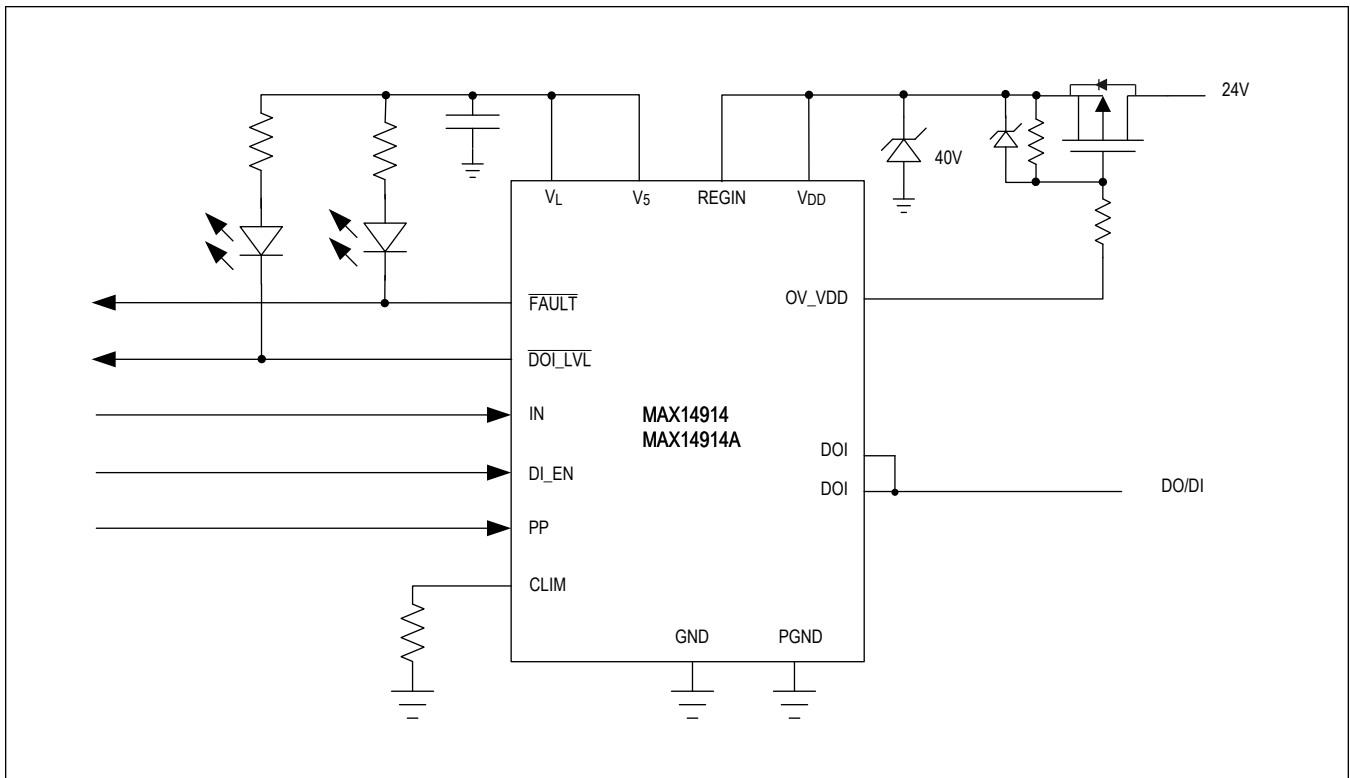 24V
40V
VL
V5
REGIN
VDD
FAULT
OV_VDD
DOI_LVL
IN
MAX14914
MAX14914A
DI_EN
DOI
DOI
DO/DI
PP
CLIM
GND
PGND